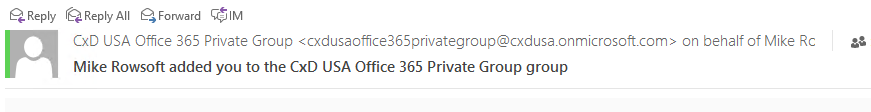 Reply Reply All Forward IM
CxD USA Office 365 Private Group <cxdusaoffice365privategroup@cxdusa.onmicrosoft.com> on behalf of Mike Ro
Mike Rowsoft added you to the CxD USA Office 365 Private Group group